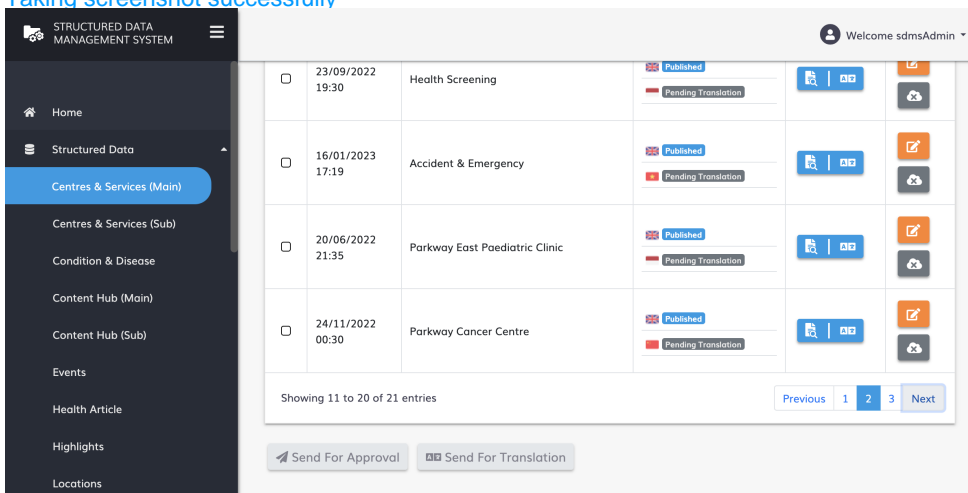 Taking screenshot successfully
STRUCTURED DATA
MANAGEMENT SYSTEM
Welcome sdmsAdmin
Home
Structured Data
Centres & Services (Main)
Centres & Services (Sub)
Condition & Disease
Content Hub (Main)
Content Hub (Sub)
Events
Health Article
Highlights
Locations
23/09/2022
19:30
Health Screening
Published
Pending Translation
16/01/2023
17:19
Accident & Emergency
Published
Pending Translation
20/06/2022
21:35
Parkway East Paediatric Clinic
Published
Pending Translation
24/11/2022
00:30
Parkway Cancer Centre
Published
Pending Translation
Showing 11 to 20 of 21 entries
Previous 1 2 3 Next
Send For Approval
Send For Translation